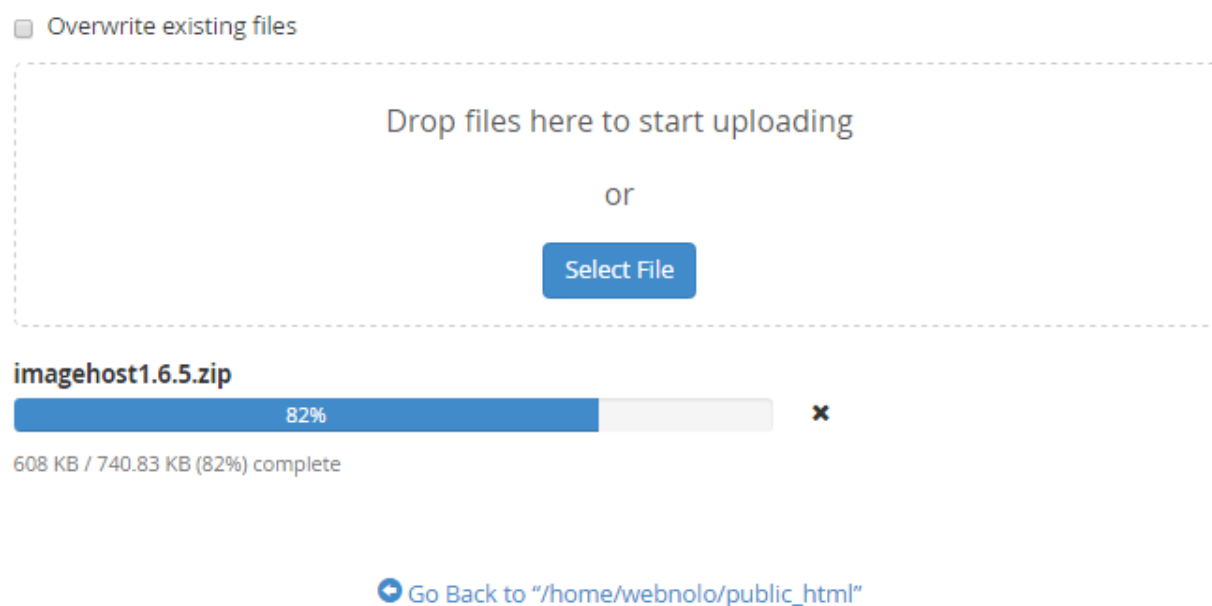 Overwrite existing files
Drop files here to start uploading
or
Select File
imagehost1.6.5.zip
82%
608 KB / 740.83 KB (82%) complete
Go Back to “/home/webnolo/public_html”